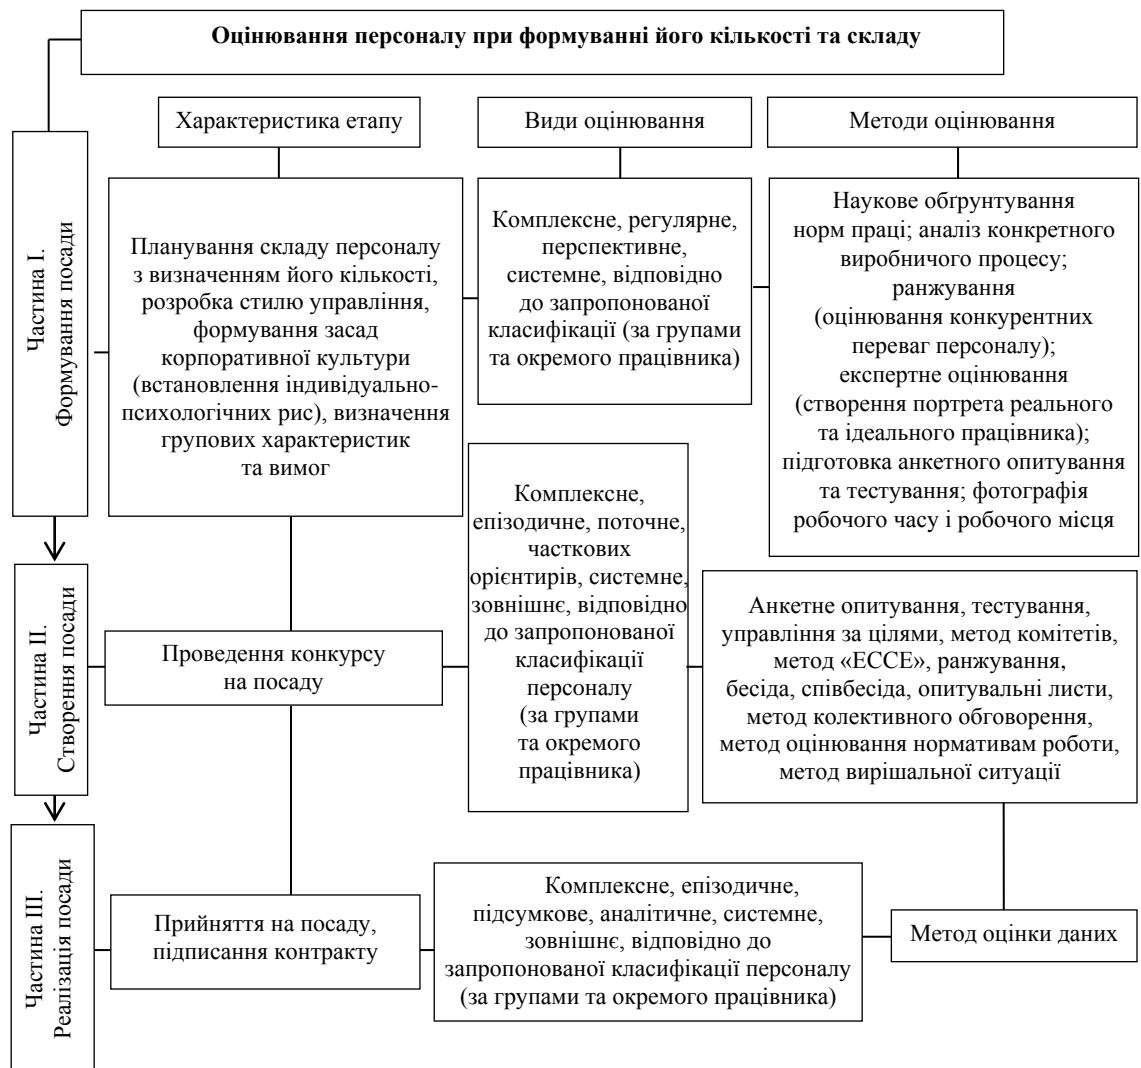 Оцінювання персоналу при формуванні його кількості та складу
Характеристика етапу
Види оцінювання
Методи оцінювання
Частина І.
Формування посади
Планування складу персоналу
з визначенням його кількості,
розробка стилю управління,
формування засад
корпоративної культури
(встановлення індивідуально-
психологічних рис), визначення
групових характеристик
та вимог
Комплексне, регулярне,
перспективне,
системне, відповідно
до запропонованої
класифікації (за групами
та окремого працівника)
Наукове обґрунтування
норм праці; аналіз конкретного
виробничого процесу;
ранжування
(оцінювання конкурентних
переваг персоналу);
експертне оцінювання
(створення портрета реального
та ідеального працівника);
підготовка анкетного опитування
та тестування; фотографія
робочого часу і робочого місця
Частина ІІ.
Створення посади
Проведення конкурсу
на посаду
Комплексне,
епізодичне, поточне,
часткових
орієнтирів, системне,
зовнішнє, відповідно
до запропонованої
класифікації
персоналу
(за групами
та окремого
працівника)
Анкетне опитування, тестування,
управління за цілями, метод комітетів,
метод «ЕССЕ», ранжування,
бесіда, співбесіда, опитувальні листи,
метод колективного обговорення,
метод оцінювання нормативам роботи,
метод вирішальної ситуації
Частина ІІІ.
Реалізація посади
Прийняття на посаду,
підписання контракту
Комплексне, епізодичне,
підсумкове, аналітичне, системне,
зовнішнє, відповідно до
запропонованої класифікації персоналу
(за групами та окремого працівника)
Метод оцінки даних